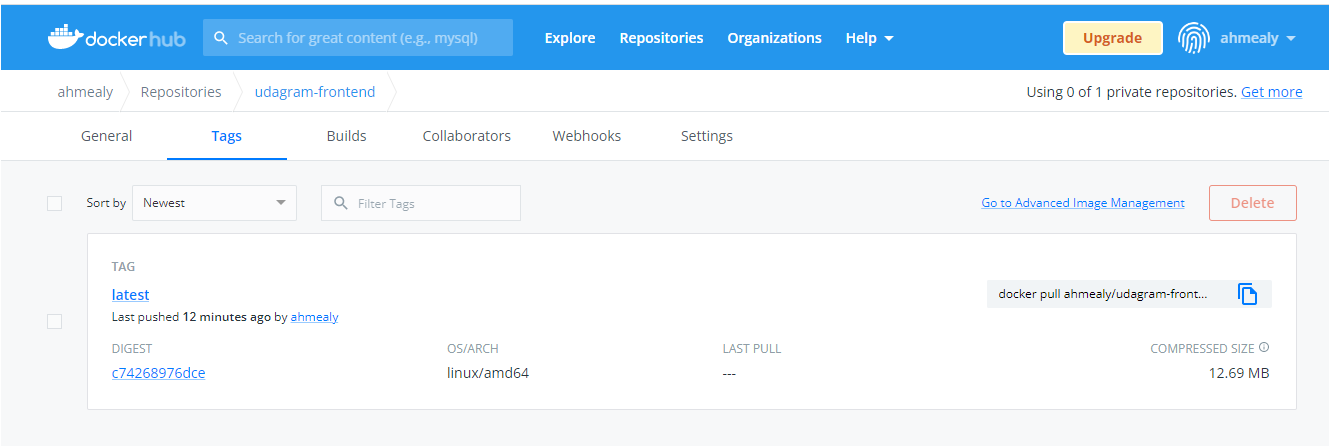 docker hub Search for great content (e.g., mysql) Explore Repositories Organizations Help Upgrade ahmealy
ahmealy Repositories udagram-frontend Using 0 of 1 private repositories. Get more
General Tags Builds Collaborators Webhooks Settings
Sort by Newest Filter Tags Go to Advanced Image Management Delete
TAG
latest docker pull ahmealy/udagram-front...
Last pushed 12 minutes ago by ahmealy
DIGEST OS/ARCH LAST PULL COMPRESSED SIZE
c74268976dce linux/amd64 --- 12.69 MB